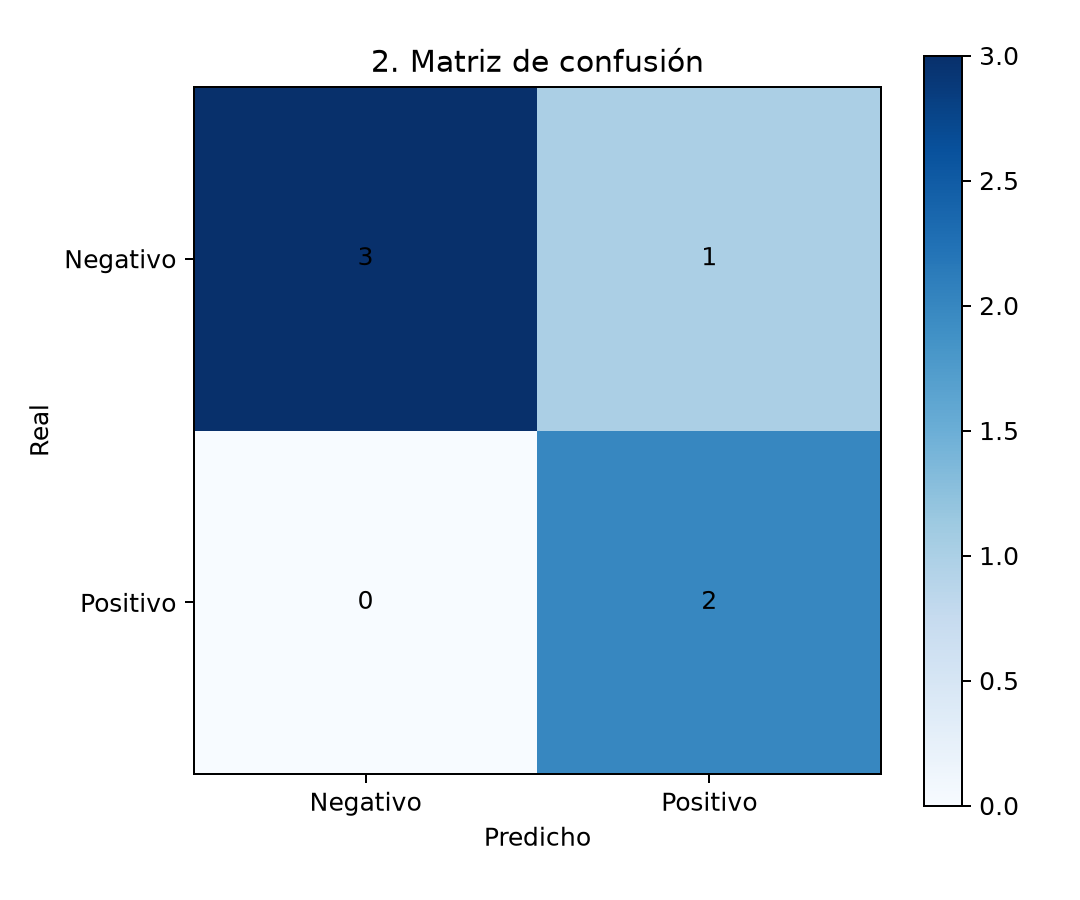 2. Matriz de confusión
3.0
2.5
2.0
1.5
1.0
0.5
0.0
Real
Negativo
3
1
Positivo
0
2
Negativo
Positivo
Predicho